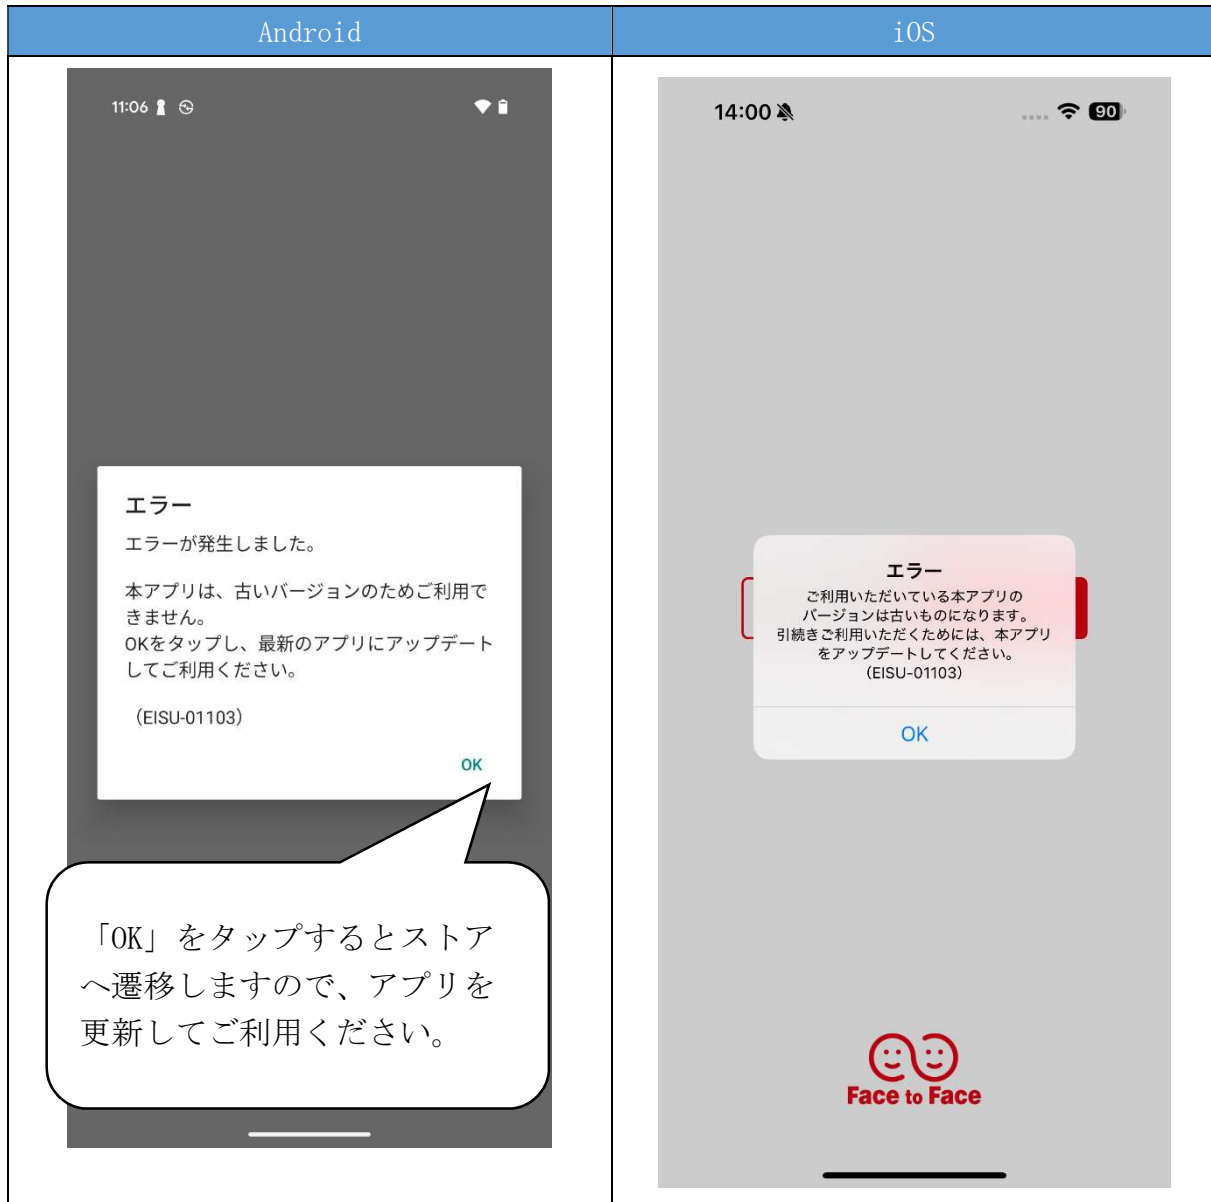 Android
iOS
11:06
エラー
エラーが発生しました。
本アプリは、古いバージョンのためご利用で
きません。
OKをタップし、最新のアプリにアップデート
してご利用ください。
（EISU-01103）
OK
「OK」をタップするとストア
へ遷移しますので、アプリを
更新してご利用ください。
14:00
90
エラー
ご利用いただいている本アプリの
バージョンは古いものになります。
引続きご利用いただくためには、本アプリ
をアップデートしてください。
（EISU-01103）
OK
Face to Face